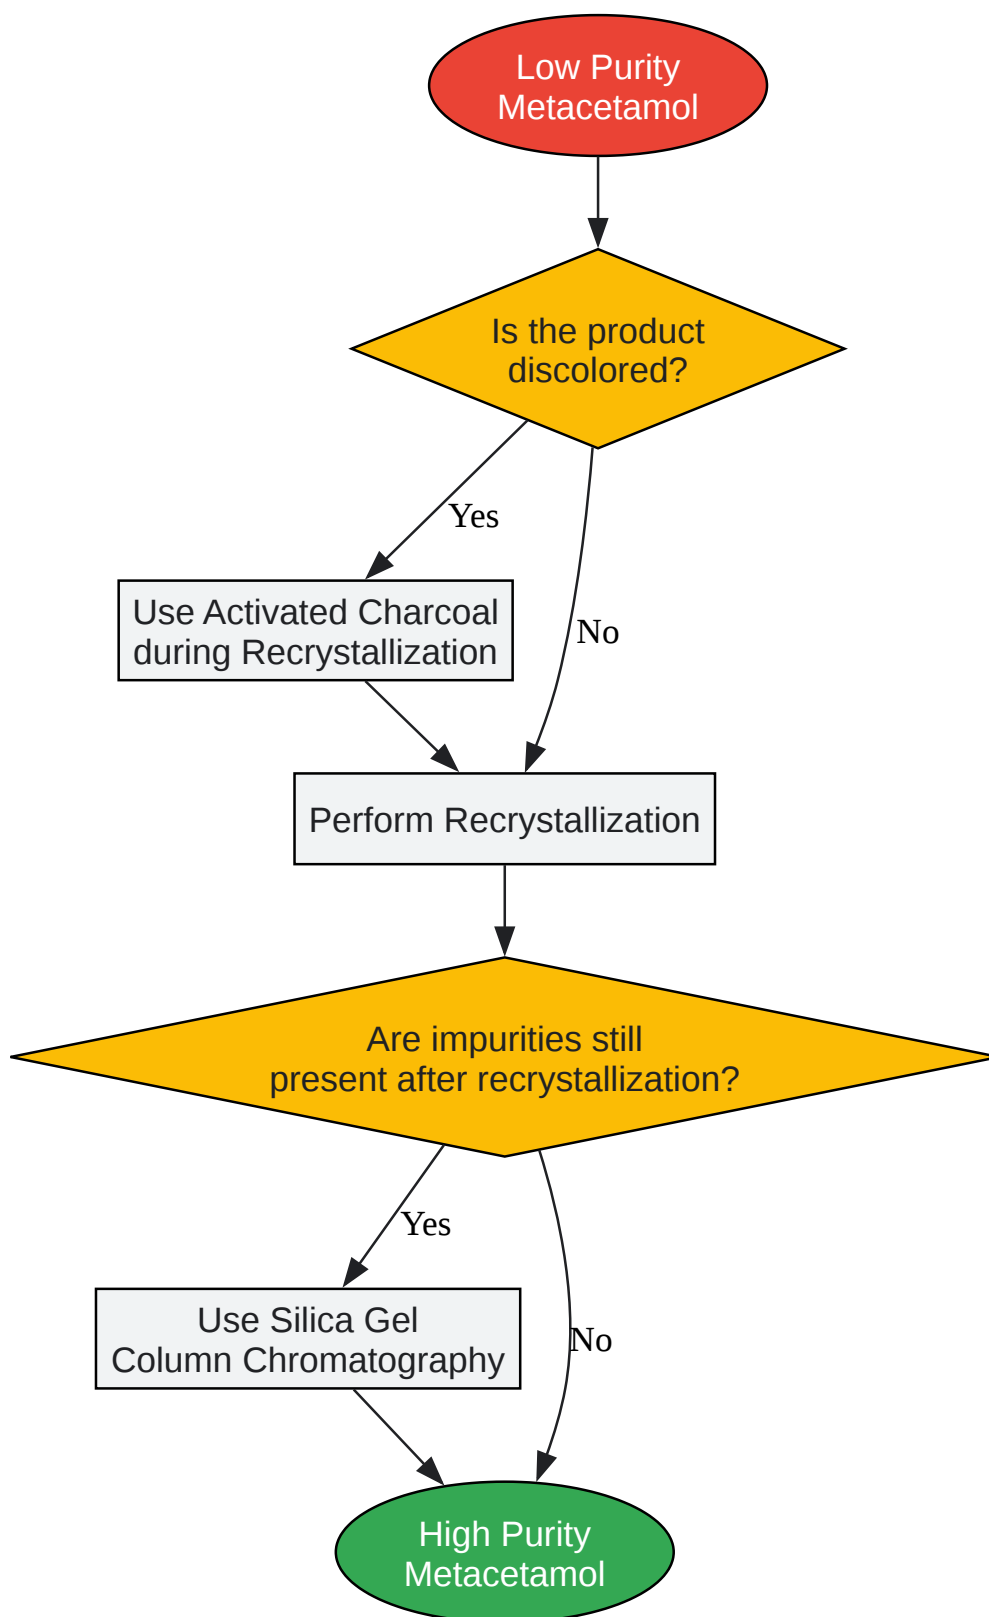 Low Purity
Metacetamol
Is the product
discolored?
Yes
Use Activated Charcoal
during Recrystallization
No
Perform Recrystallization
Are impurities still
present after recrystallization?
Yes
Use Silica Gel
Column Chromatography
No
High Purity
Metacetamol